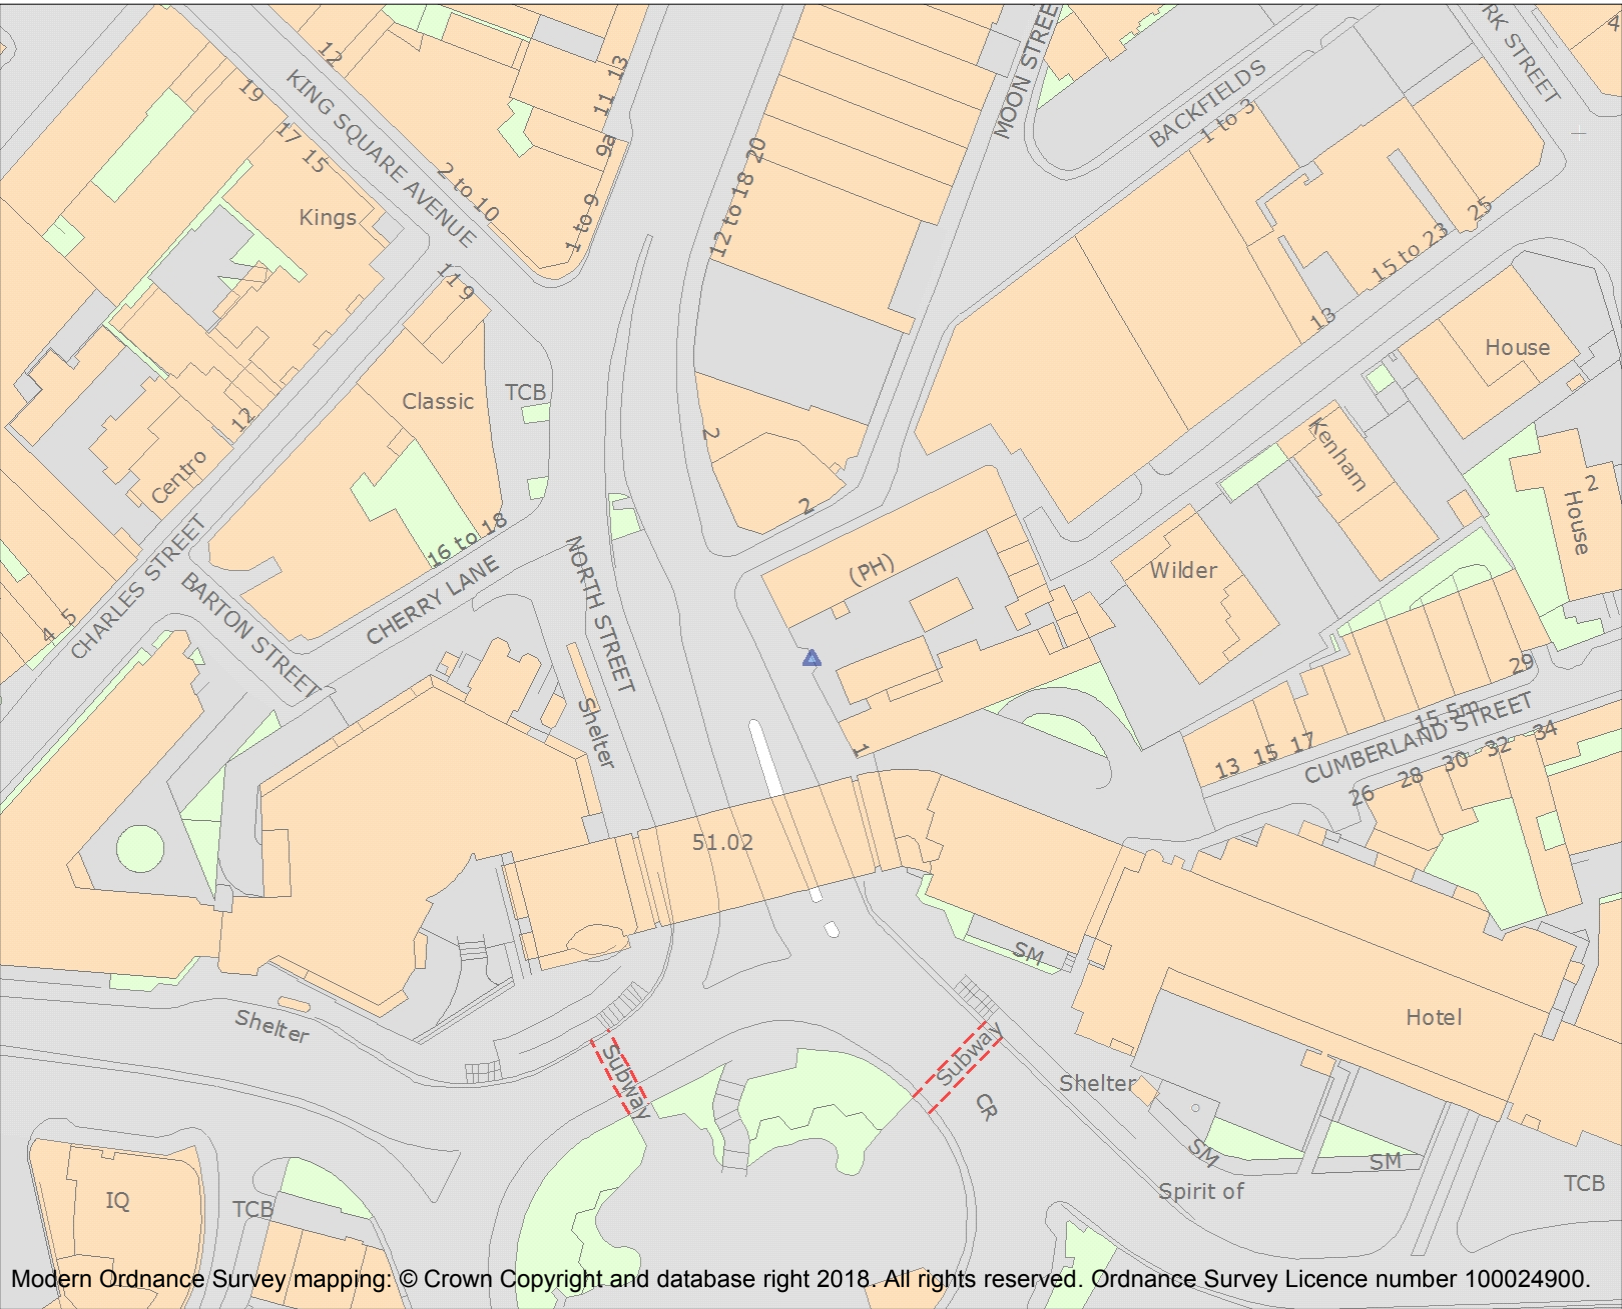 12
KING SQUARE AVENUE
19
17
15
2 to 10
Kings
13
11
9a
1 to 9
20
12 to 18
MOON STREE
BACKFIELDS
1 to 3
RK STREET
4
25
15 to 23
13
11
9
Classic
TCB
House
12
Centro
2
2
Kenham
2
House
16 to 18
CHARLES STREET
BARTON STREET
CHERRY LANE
NORTH STREET
(PH)
Wilder
4
5
Shelter
1
29
15.5m
CUMBERLAND STREET
13
15
17
26
28
30
32
34
51.02
SM
Hotel
Shelter
Subway
Subway
CR
Shelter
SM
SM
Spirit of
TCB
IQ
TCB
Modern Ordnance Survey mapping: © Crown Copyright and database right 2018. All rights reserved. Ordnance Survey Licence number 100024900.